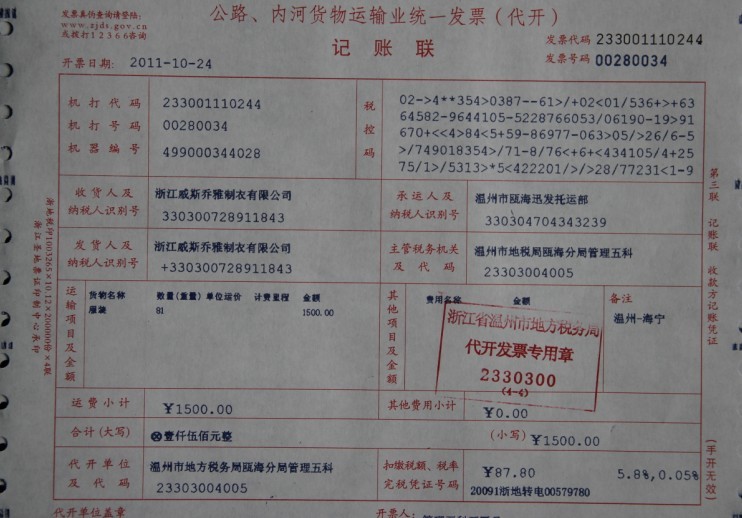 发票真伪查询请登陆:
www.zjds.gov.cn
或拨打12366咨询
公路、内河货物运输业统一发票(代开)
记账联
发票代码 233001110244
发票号码 00280034
开票日期: 2011-10-24
机打代码 233001110244
机打号码 00280034
机器编号 499000344028
税控码
02->4**354>0387--61>/+02<01/536+>+63
64582-9644105-5228766053/06190-19>91
670+<<4>84<5+59-86977-063>05/>26/6-5
>/749018354>/71-8/76<+6+<434105/4+25
75/1>/5313>*5<422201/>/>28/77231<1-9
收货人及纳税人识别号
浙江威斯乔雅制衣有限公司
330300728911843
承运人及纳税人识别号
温州市瓯海迅发托运部
330304704343239
发货人及纳税人识别号
浙江威斯乔雅制衣有限公司
+330300728911843
主管税务机关及代码
温州市地税局瓯海分局管理五科
23303004005
运输项目及金额
货物名称 数量(重量) 单位运价 计费里程 金额
服装 81 1500.00
其他项目及金额
费用名称 金额
备注
温州-海宁
浙江省温州市地方税务局
代开发票专用章
2330300
(4-4)
运费小计 ¥1500.00
其他费用小计 ¥0.00
合计(大写) ⊗壹仟伍佰元整 (小写) ¥1500.00
代开单位及代码
温州市地方税务局瓯海分局管理五科
23303004005
扣缴税额、税率 ¥87.80 5.8%,0.05%
完税凭证号码 20091浙地转电00579780
代开单位盖章
开票人:
第三联 记账联 收款方记账凭证
(手开无效)